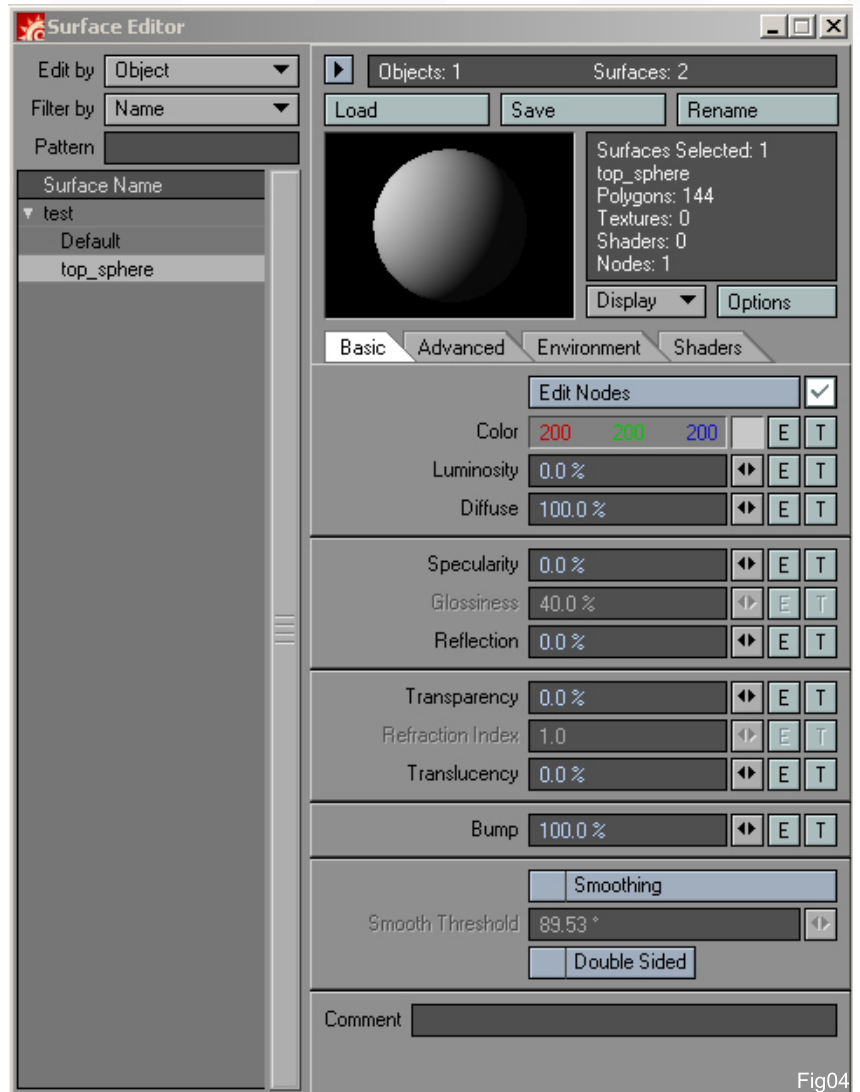 Surface Editor
Edit by Object
Filter by Name
Pattern
Surface Name
test
Default
top_sphere
Objects: 1 Surfaces: 2
Load Save Rename
Surfaces Selected: 1
top_sphere
Polygons: 144
Textures: 0
Shaders: 0
Nodes: 1
Display Options
Basic Advanced Environment Shaders
Edit Nodes
Color 200 200 200 E T
Luminosity 0.0 % E T
Diffuse 100.0 % E T
Specularity 0.0 % E T
Glossiness 40.0 % E T
Reflection 0.0 % E T
Transparency 0.0 % E T
Refraction Index 1.0 E T
Translucency 0.0 % E T
Bump 100.0 % E T
Smoothing
Smooth Threshold 89.53 °
Double Sided
Comment
Fig04